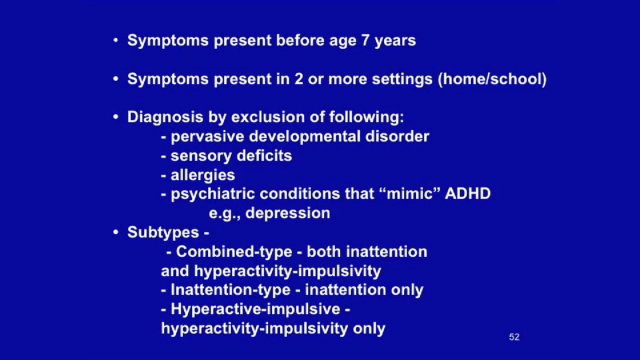 • Symptoms present before age 7 years
• Symptoms present in 2 or more settings (home/school)
• Diagnosis by exclusion of following:
- pervasive developmental disorder
- sensory deficits
- allergies
- psychiatric conditions that “mimic” ADHD
e.g., depression
• Subtypes -
- Combined-type - both inattention
and hyperactivity-impulsivity
- Inattention-type - inattention only
- Hyperactive-impulsive -
hyperactivity-impulsivity only
52